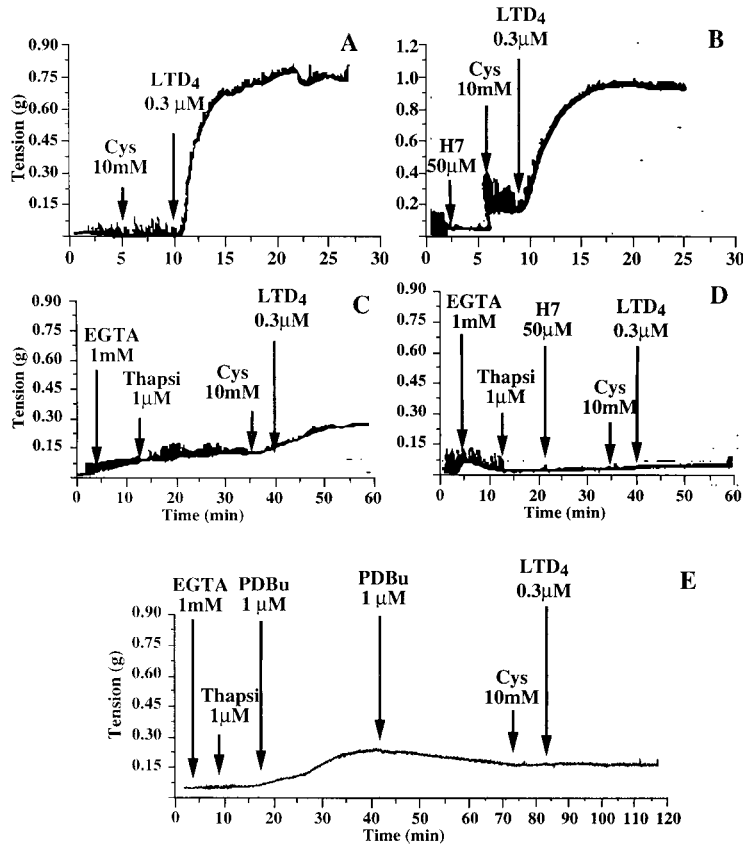 A
Tension (g)
0.90
0.75
0.60
0.45
0.30
0.15
Cys
10mM
LTD4
0.3 µM
0 5 10 15 20 25 30
B
1.2
1.0
0.8
0.6
0.4
0.2
H7
50µM
Cys
10mM
LTD4
0.3µM
0 5 10 15 20 25 30
C
Tension (g)
0.90
0.75
0.60
0.45
0.30
0.15
0
EGTA
1mM
Thapsi
1µM
Cys
10mM
LTD4
0.3µM
0 10 20 30 40 50 60
Time (min)
D
0.90
0.75
0.60
0.45
0.30
0.15
0
EGTA
1mM
Thapsi
1µM
H7
50µM
Cys
10mM
LTD4
0.3µM
0 10 20 30 40 50 60
Time (min)
E
Tension (g)
0.90
0.75
0.60
0.45
0.30
0.15
0
EGTA
1mM
Thapsi
1µM
PDBu
1 µM
PDBu
1 µM
Cys
10mM
LTD4
0.3µM
0 10 20 30 40 50 60 70 80 90 100 110 120
Time (min)